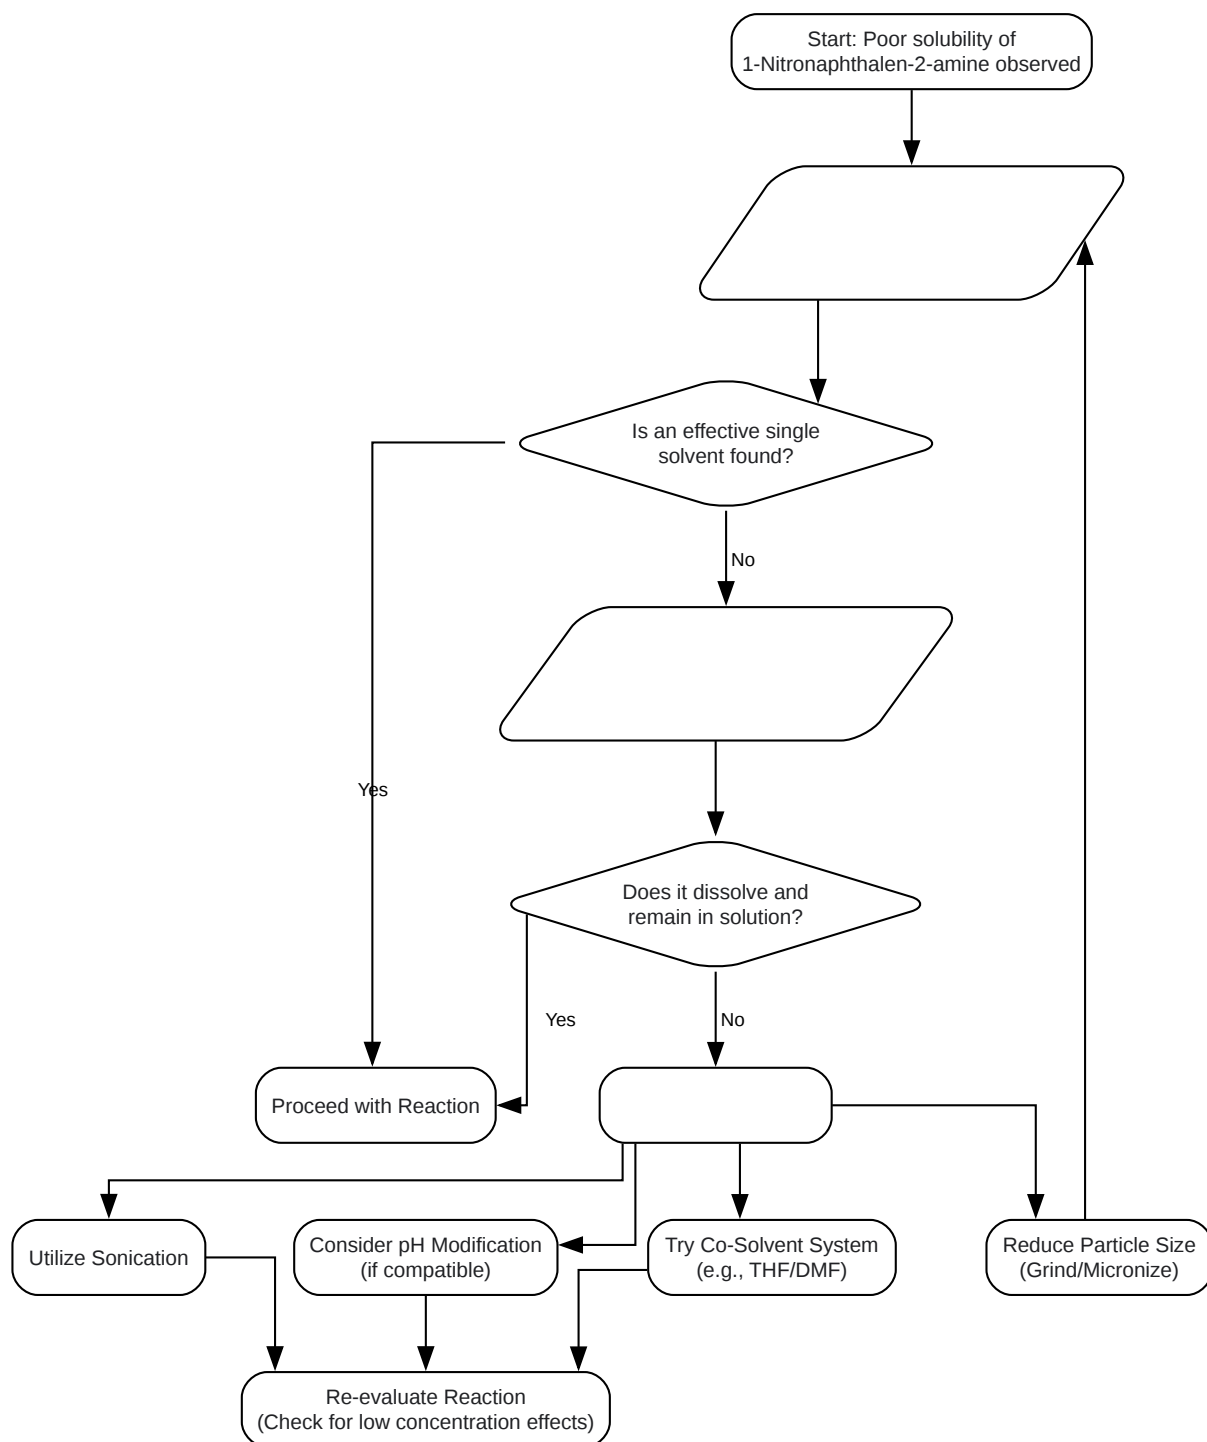 Start: Poor solubility of
1-Nitronaphthalen-2-amine observed
Is an effective single
solvent found?
No
Yes
Does it dissolve and
remain in solution?
Yes
No
Proceed with Reaction
Utilize Sonication
Consider pH Modification
(if compatible)
Try Co-Solvent System
(e.g., THF/DMF)
Reduce Particle Size
(Grind/Micronize)
Re-evaluate Reaction
(Check for low concentration effects)